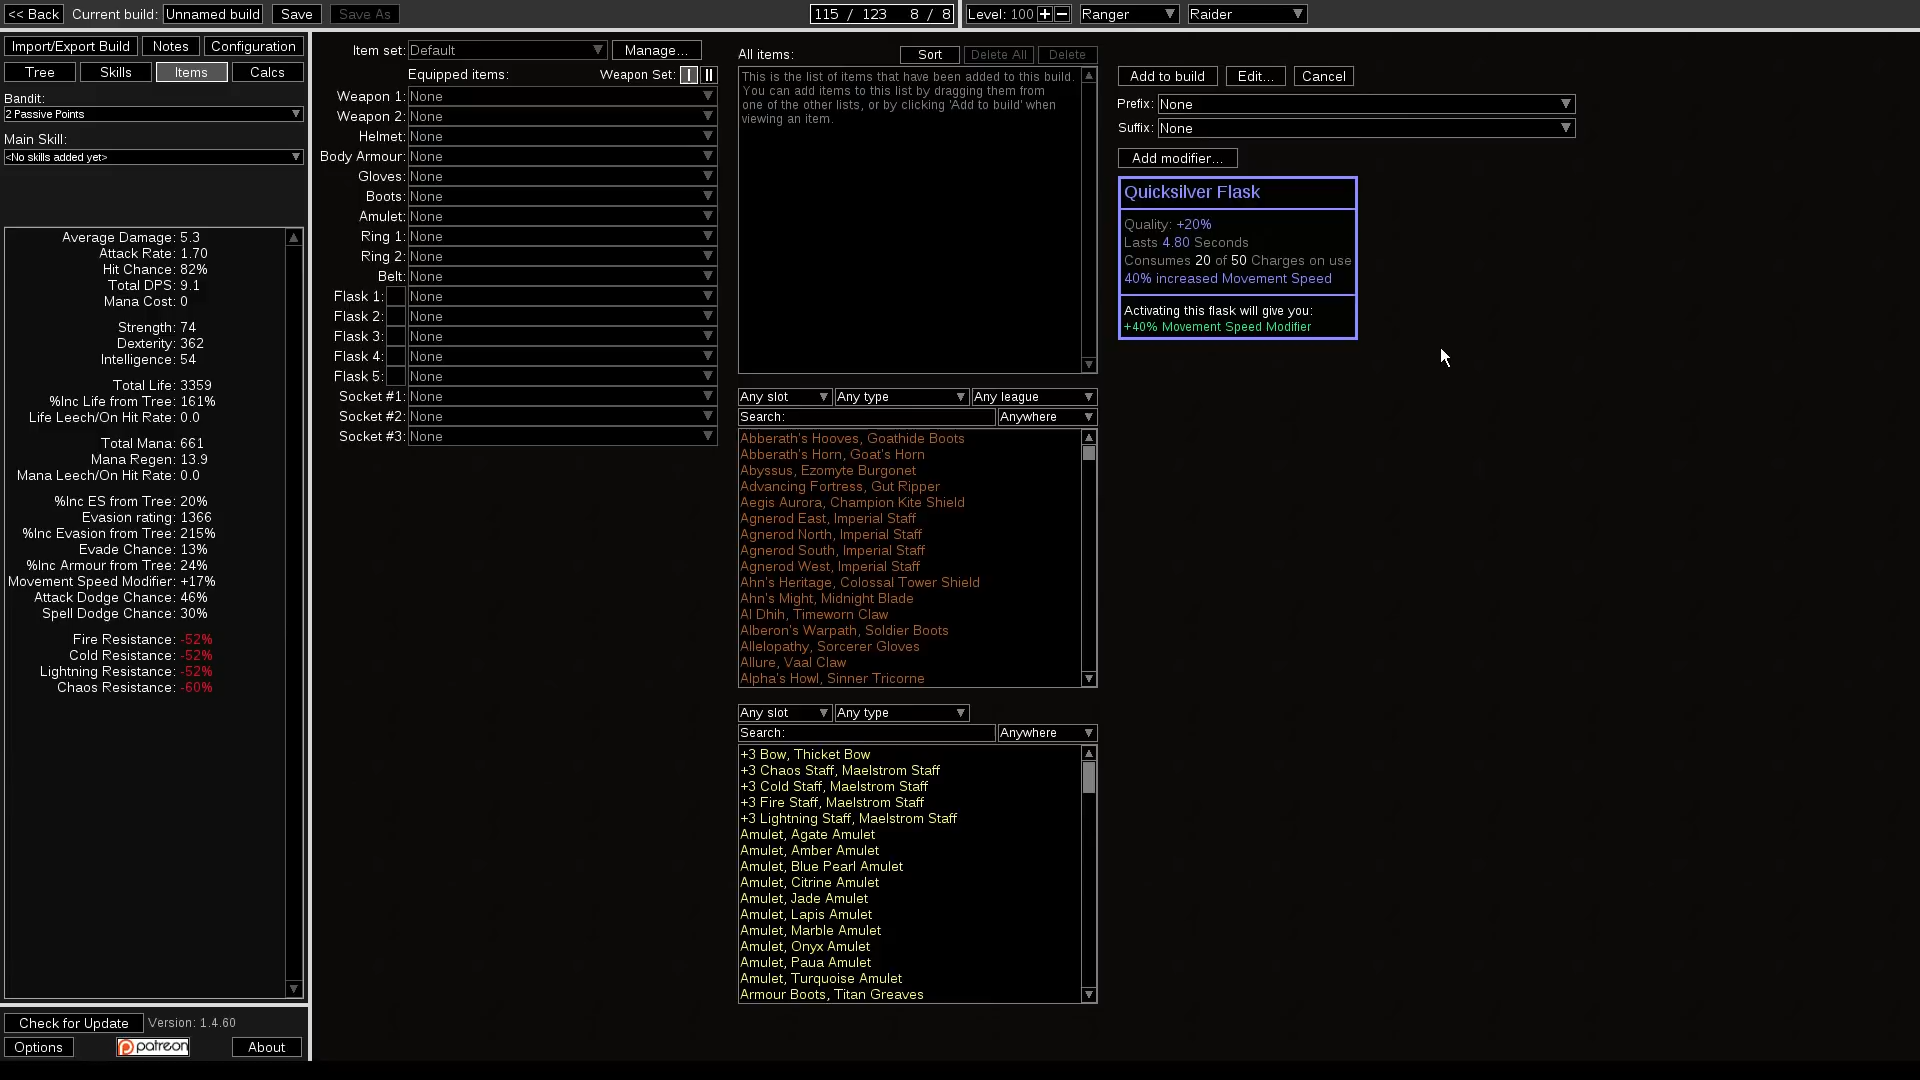 << Back Current build: Unnamed build Save Save As 115 / 123 8 / 8 Level: 100 + − Ranger Raider
Import/Export Build Notes Configuration
Tree Skills Items Calcs
Bandit:
2 Passive Points
Main Skill:
<No skills added yet>
Average Damage: 5.3
Attack Rate: 1.70
Hit Chance: 82%
Total DPS: 9.1
Mana Cost: 0
Strength: 74
Dexterity: 362
Intelligence: 54
Total Life: 3359
%Inc Life from Tree: 161%
Life Leech/On Hit Rate: 0.0
Total Mana: 661
Mana Regen: 13.9
Mana Leech/On Hit Rate: 0.0
%Inc ES from Tree: 20%
Evasion rating: 1366
%Inc Evasion from Tree: 215%
Evade Chance: 13%
%Inc Armour from Tree: 24%
Movement Speed Modifier: +17%
Attack Dodge Chance: 46%
Spell Dodge Chance: 30%
Fire Resistance: -52%
Cold Resistance: -52%
Lightning Resistance: -52%
Chaos Resistance: -60%
Check for Update Version: 1.4.60
Options patreon About
Item set: Default Manage...
Equipped items: Weapon Set: I II
Weapon 1: None
Weapon 2: None
Helmet: None
Body Armour: None
Gloves: None
Boots: None
Amulet: None
Ring 1: None
Ring 2: None
Belt: None
Flask 1: None
Flask 2: None
Flask 3: None
Flask 4: None
Flask 5: None
Socket #1: None
Socket #2: None
Socket #3: None
All items: Sort Delete All Delete
This is the list of items that have been added to this build.
You can add items to this list by dragging them from
one of the other lists, or by clicking 'Add to build' when
viewing an item.
Any slot Any type Any league
Search: Anywhere
Abberath's Hooves, Goathide Boots
Abberath's Horn, Goat's Horn
Abyssus, Ezomyte Burgonet
Advancing Fortress, Gut Ripper
Aegis Aurora, Champion Kite Shield
Agnerod East, Imperial Staff
Agnerod North, Imperial Staff
Agnerod South, Imperial Staff
Agnerod West, Imperial Staff
Ahn's Heritage, Colossal Tower Shield
Ahn's Might, Midnight Blade
Al Dhih, Timeworn Claw
Alberon's Warpath, Soldier Boots
Allelopathy, Sorcerer Gloves
Allure, Vaal Claw
Alpha's Howl, Sinner Tricorne
Any slot Any type
Search: Anywhere
+3 Bow, Thicket Bow
+3 Chaos Staff, Maelstrom Staff
+3 Cold Staff, Maelstrom Staff
+3 Fire Staff, Maelstrom Staff
+3 Lightning Staff, Maelstrom Staff
Amulet, Agate Amulet
Amulet, Amber Amulet
Amulet, Blue Pearl Amulet
Amulet, Citrine Amulet
Amulet, Jade Amulet
Amulet, Lapis Amulet
Amulet, Marble Amulet
Amulet, Onyx Amulet
Amulet, Paua Amulet
Amulet, Turquoise Amulet
Armour Boots, Titan Greaves
Add to build Edit... Cancel
Prefix: None
Suffix: None
Add modifier...
Quicksilver Flask
Quality: +20%
Lasts 4.80 Seconds
Consumes 20 of 50 Charges on use
40% increased Movement Speed
Activating this flask will give you:
+40% Movement Speed Modifier